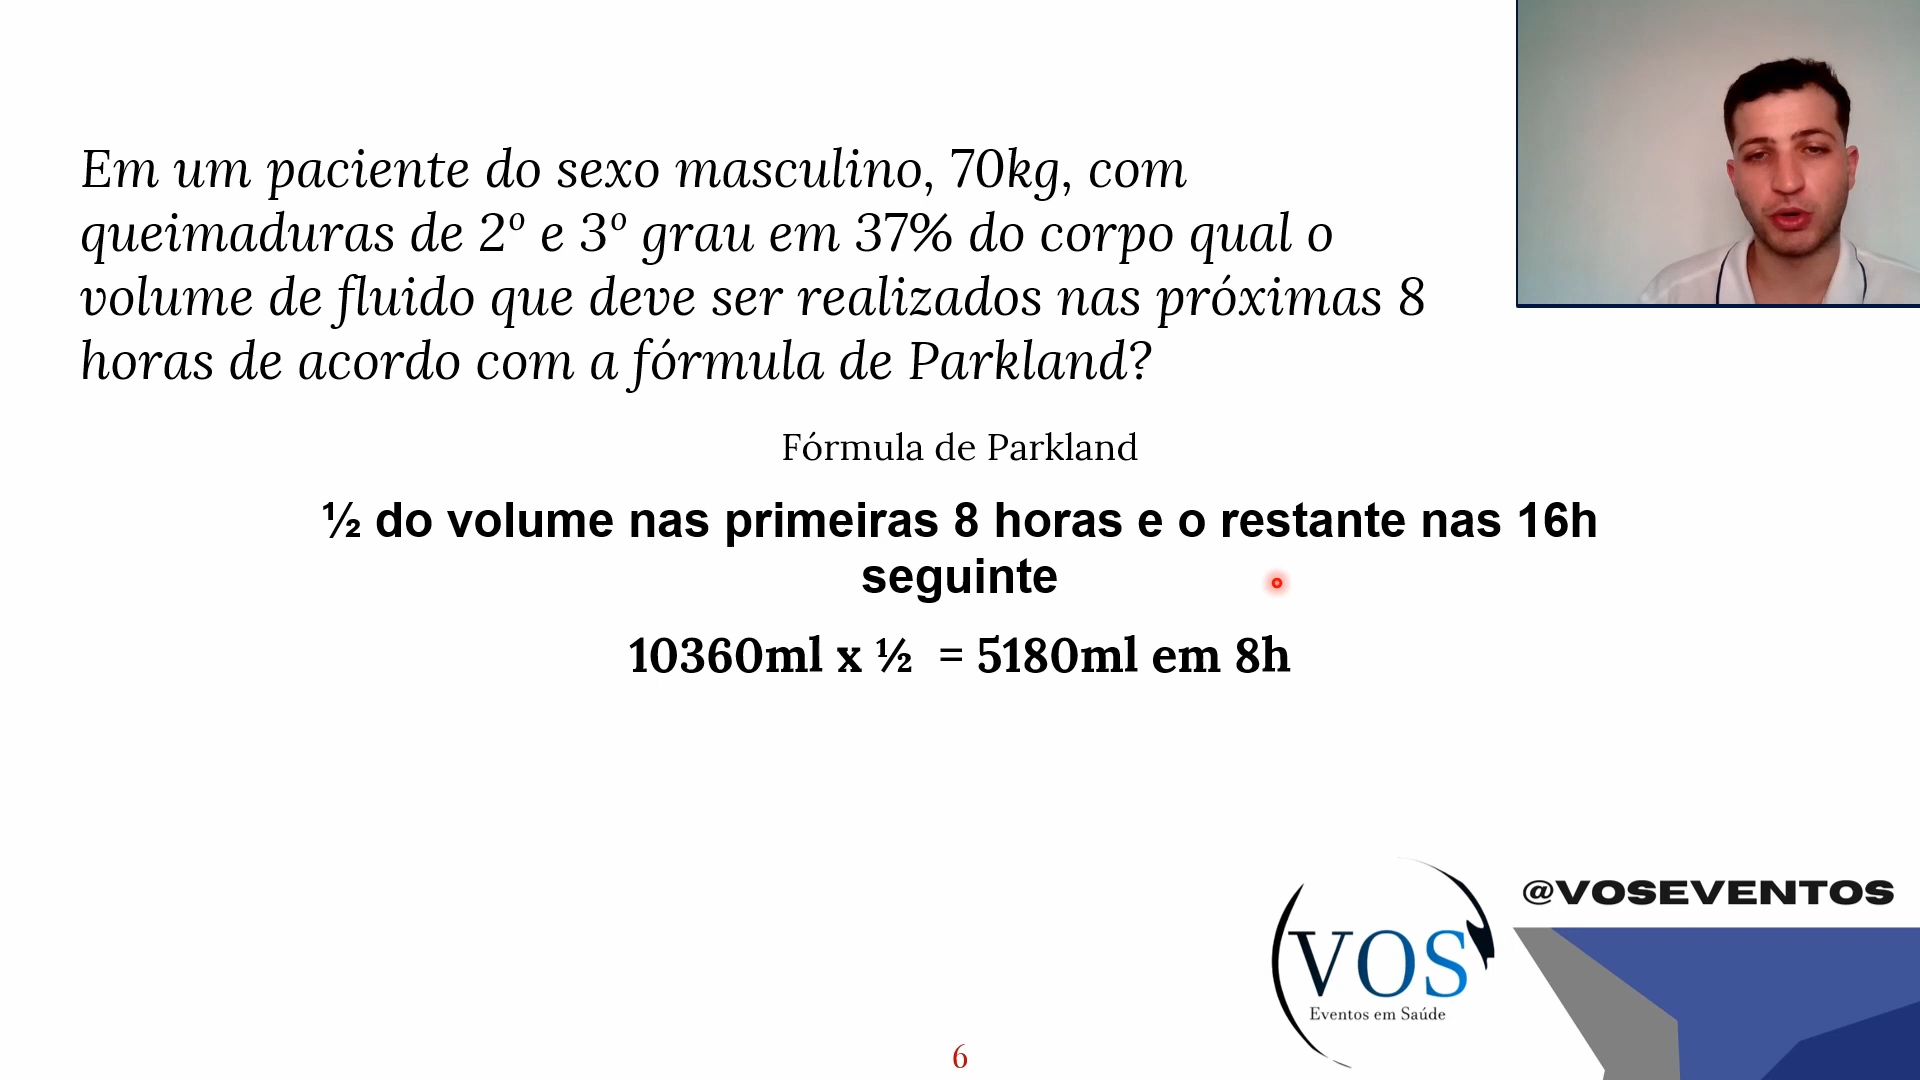 Em um paciente do sexo masculino, 70kg, com
queimaduras de 2º e 3º grau em 37% do corpo qual o
volume de fluido que deve ser realizados nas próximas 8
horas de acordo com a fórmula de Parkland?
Fórmula de Parkland
½ do volume nas primeiras 8 horas e o restante nas 16h
seguinte
10360ml x ½ = 5180ml em 8h
@VOSEVENTOS
VOS
Eventos em Saúde
6